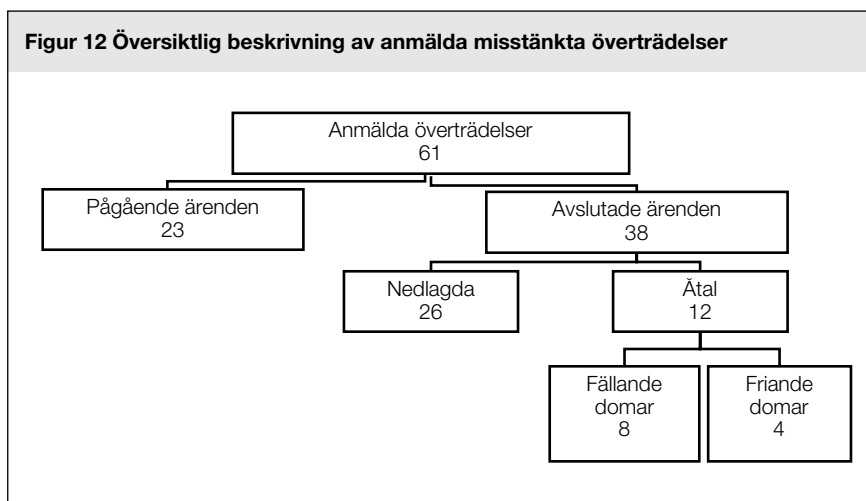 Figur 12 Översiktlig beskrivning av anmälda misstänkta överträdelser
Anmälda överträdelser
61
Pågående ärenden
23
Avslutade ärenden
38
Nedlagda
26
Åtal
12
Fällande
domar
8
Friande
domar
4